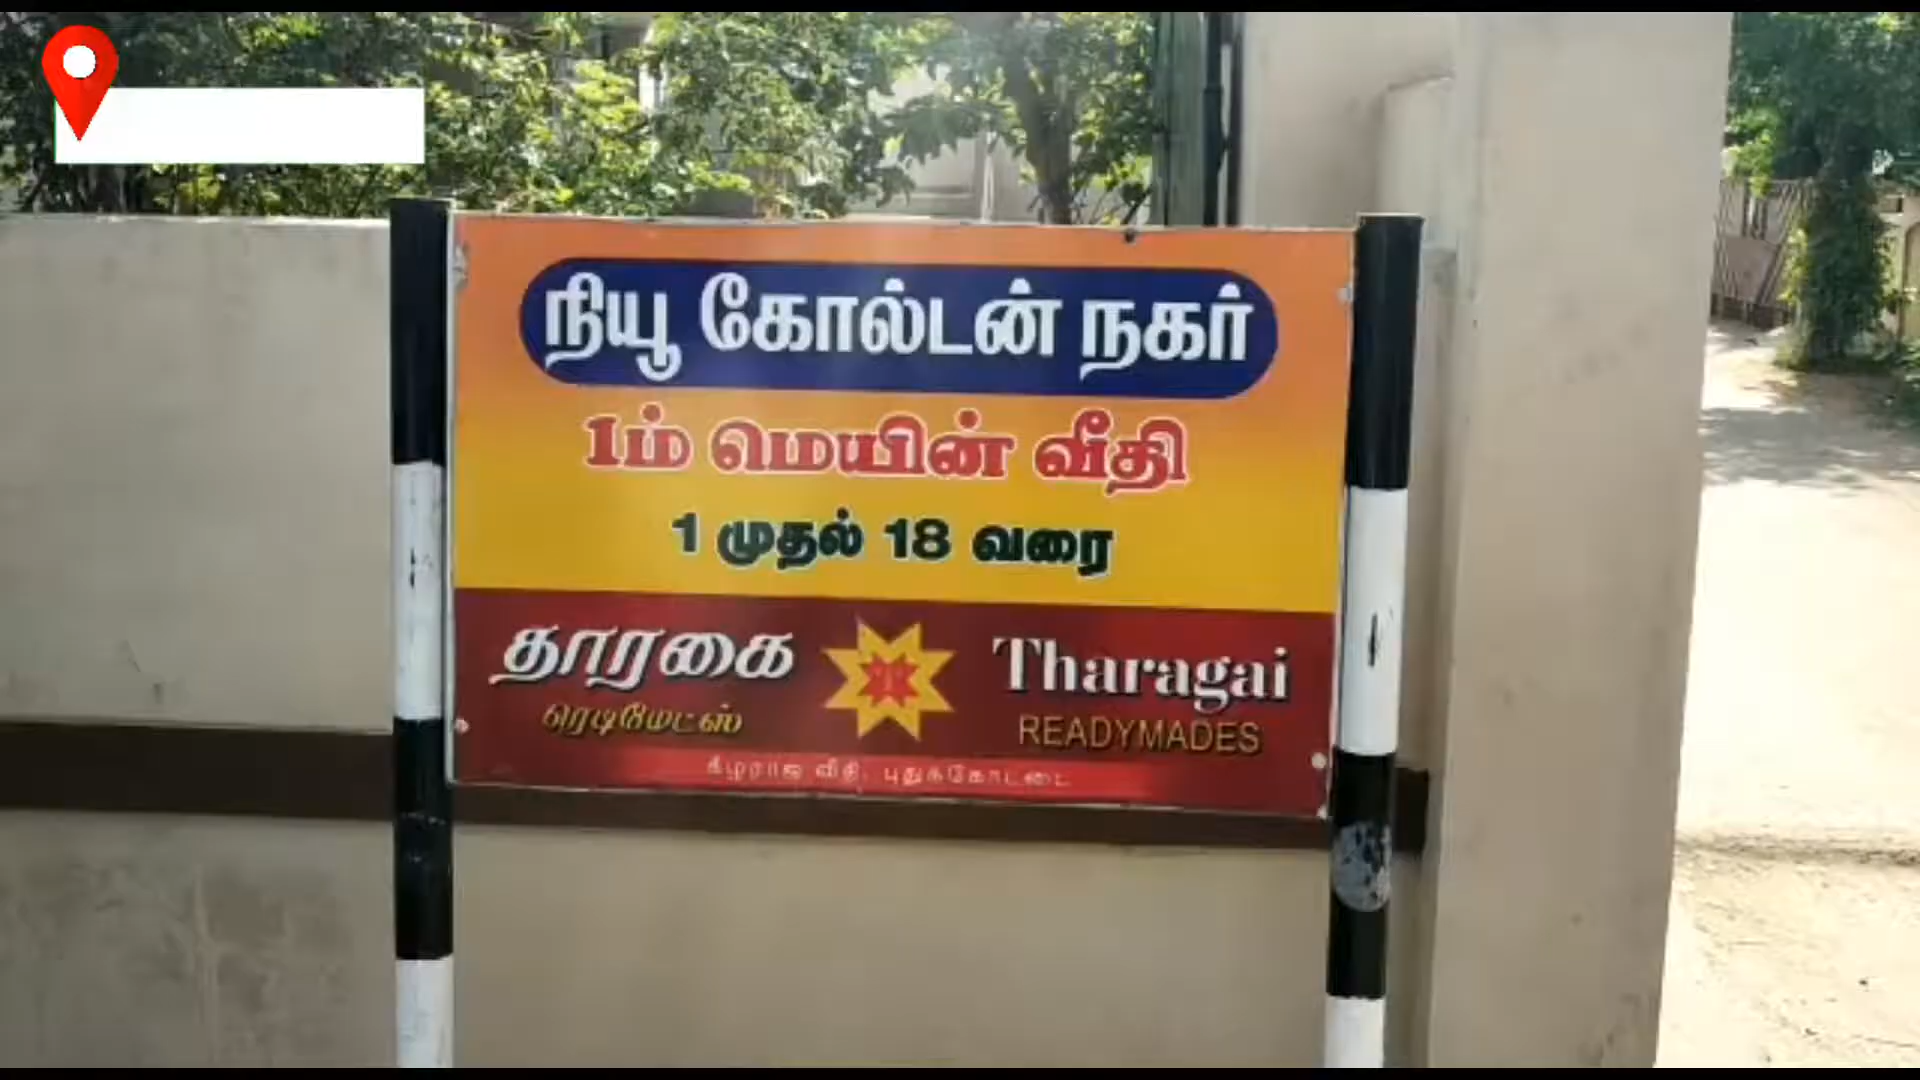 நியூ கோல்டன் நகர்
1ம் மெயின் வீதி
1 முதல் 18 வரை
தாரகை Tharagai
ரெடிமேட்ஸ் READYMADES
கீழராஜ வீதி, புதுக்கோட்டை